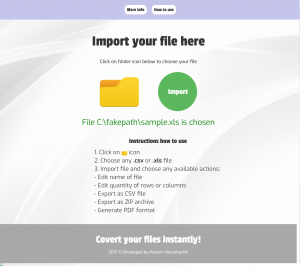 More info How to use
Import your file here
Click on folder icon below to choose your file
Import
File C:\fakepath\sample.xls is chosen
Instructions how to use
1. Click on icon
2. Choose any .csv or .xls file
3. Import file and choose any available actions:
- Edit name of file
- Edit quantity of rows or columns
- Export as CSV file
- Export as ZIP archive
- Generate PDF format
Covert your files instantly!
2017 © Developed by Maksim